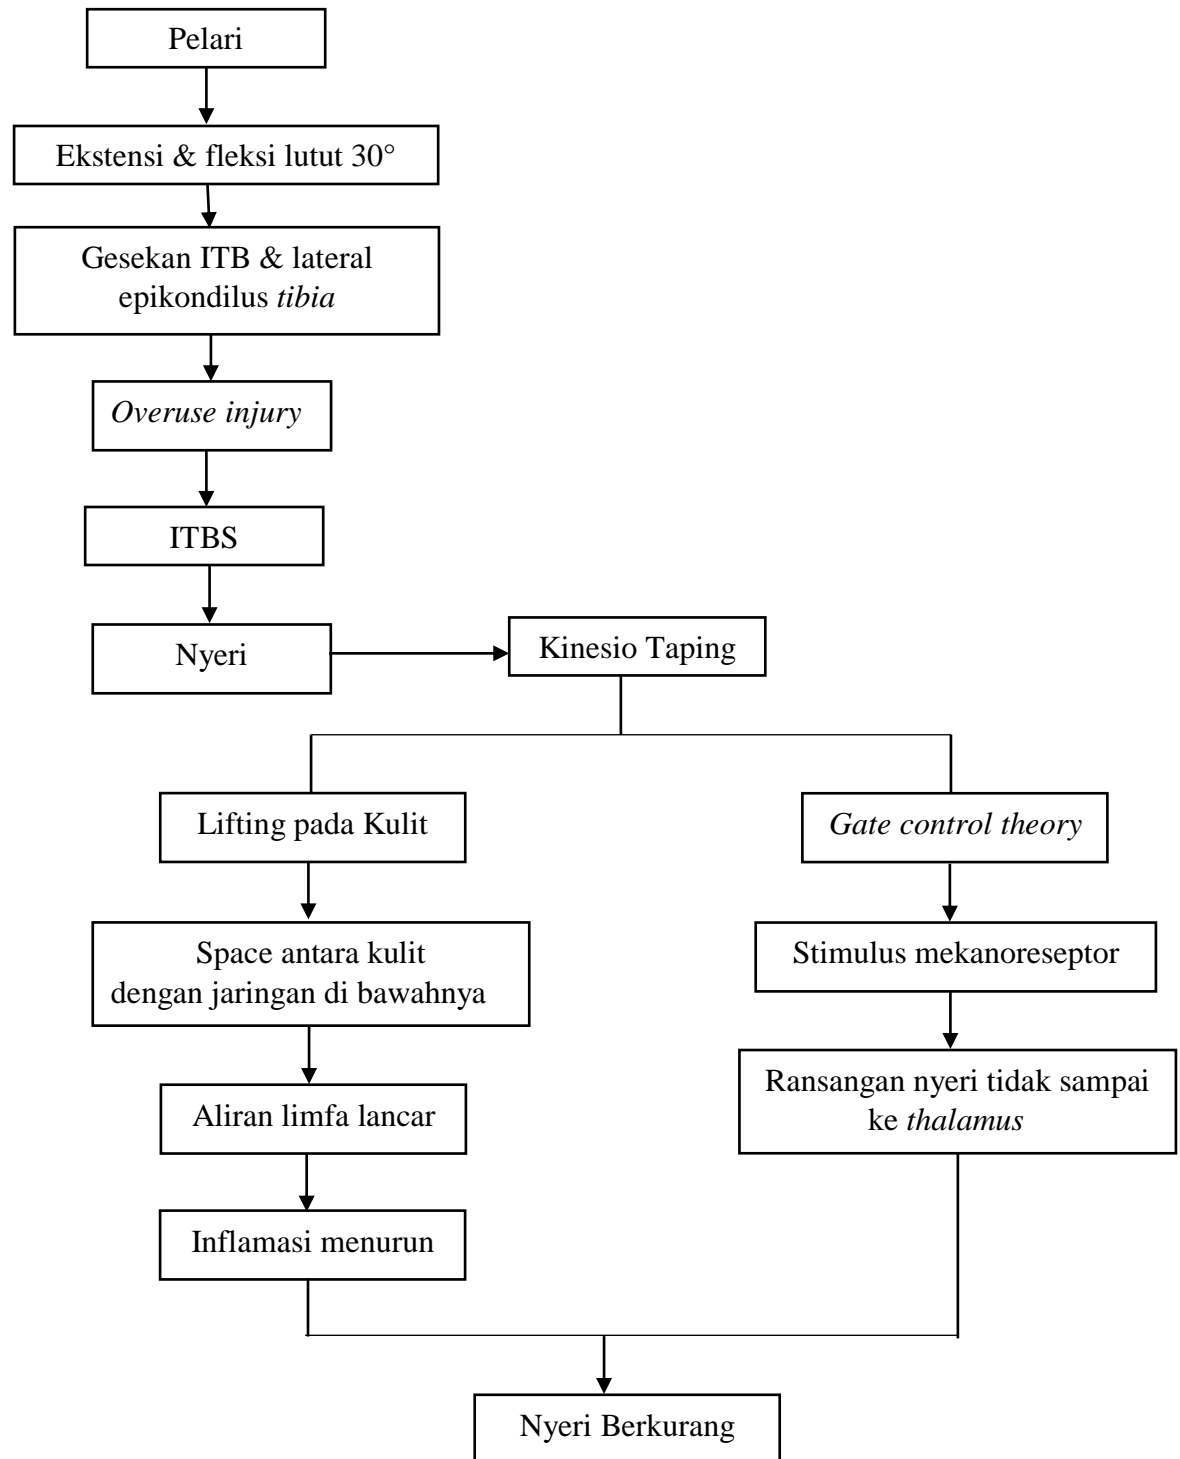 Pelari
Ekstensi & fleksi lutut 30°
Gesekan ITB & lateral
epikondilus tibia
Overuse injury
ITBS
Nyeri
Kinesio Taping
Lifting pada Kulit
Space antara kulit
dengan jaringan di bawahnya
Aliran limfa lancar
Inflamasi menurun
Gate control theory
Stimulus mekanoreseptor
Ransangan nyeri tidak sampai
ke thalamus
Nyeri Berkurang